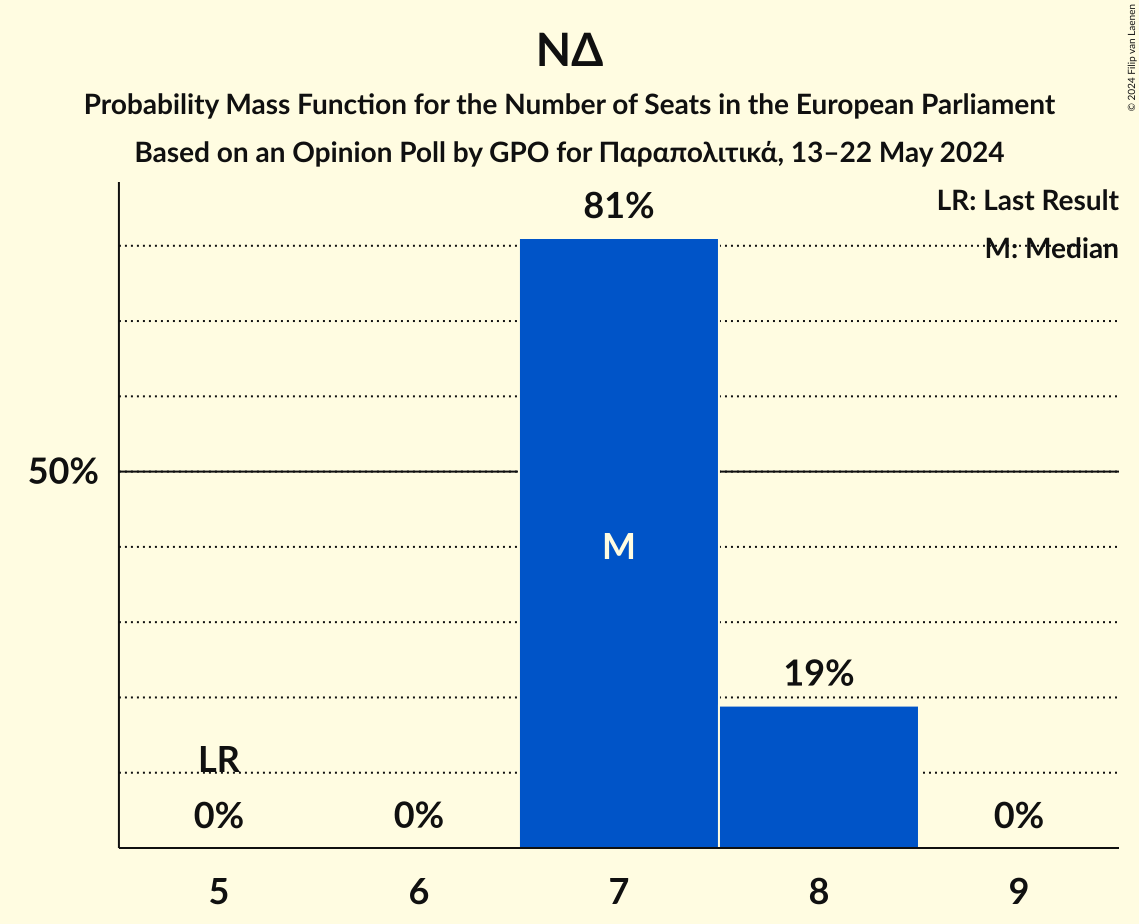 ΝΔ
Probability Mass Function for the Number of Seats in the European Parliament
Based on an Opinion Poll by GPO for Παραπολιτικά, 13–22 May 2024
© 2024 Filip van Laenen
LR: Last Result
M: Median
81%
50%
M
19%
LR
0%
0%
0%
5
6
7
8
9